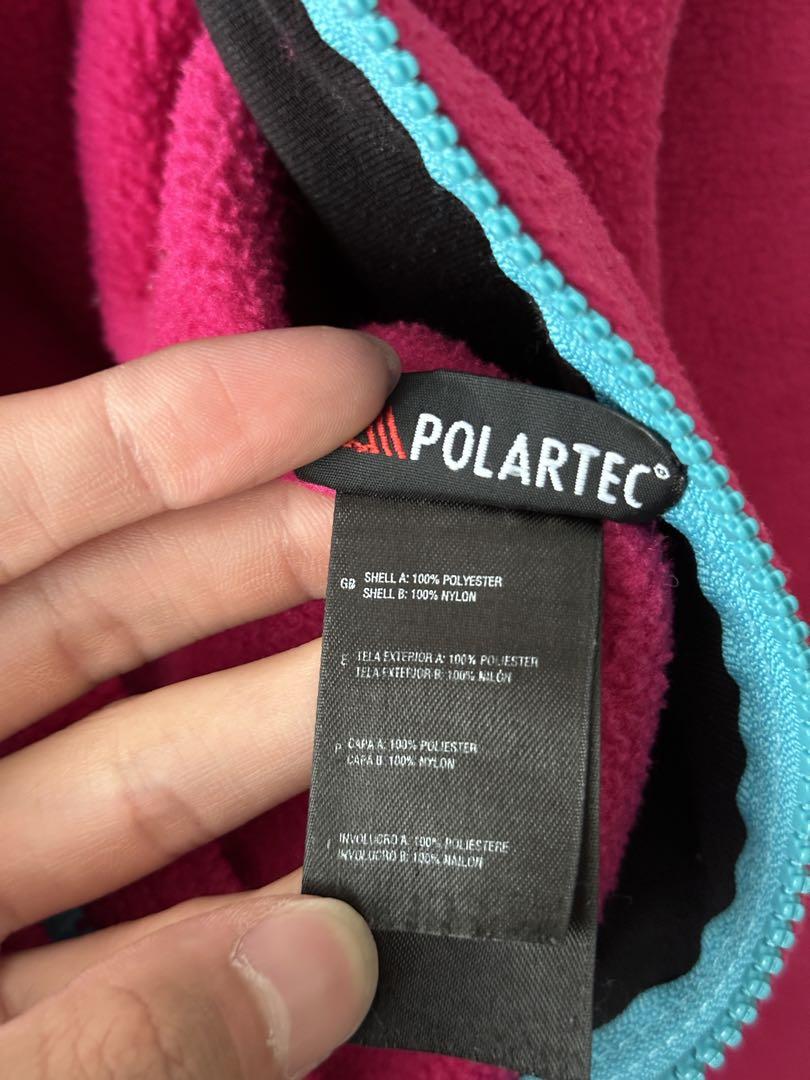 POLARTEC®
GB SHELL A: 100% POLYESTER
SHELL B: 100% NYLON
E TELA EXTERIOR A: 100% POLIESTER
TELA EXTERIOR B: 100% NILÓN
P CAPA A: 100% POLIESTER
CAPA B: 100% NYLON
I INVOLUCRO A: 100% POLIESTERE
INVOLUCRO B: 100% NAILON